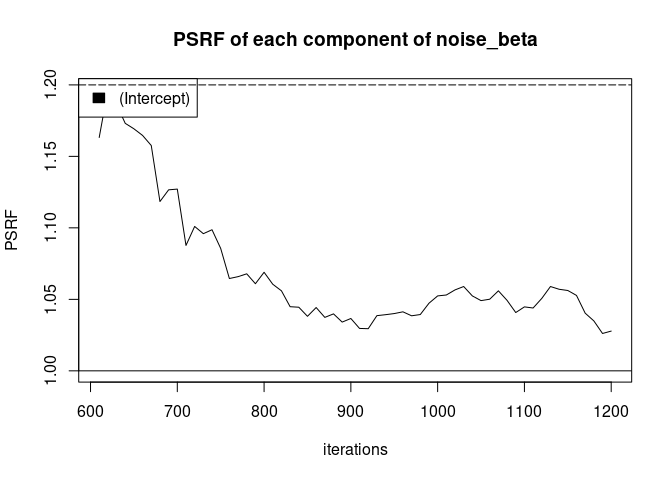 PSRF of each component of noise_beta
(Intercept)
PSRF
1.20
1.15
1.10
1.05
1.00
600 700 800 900 1000 1100 1200
iterations